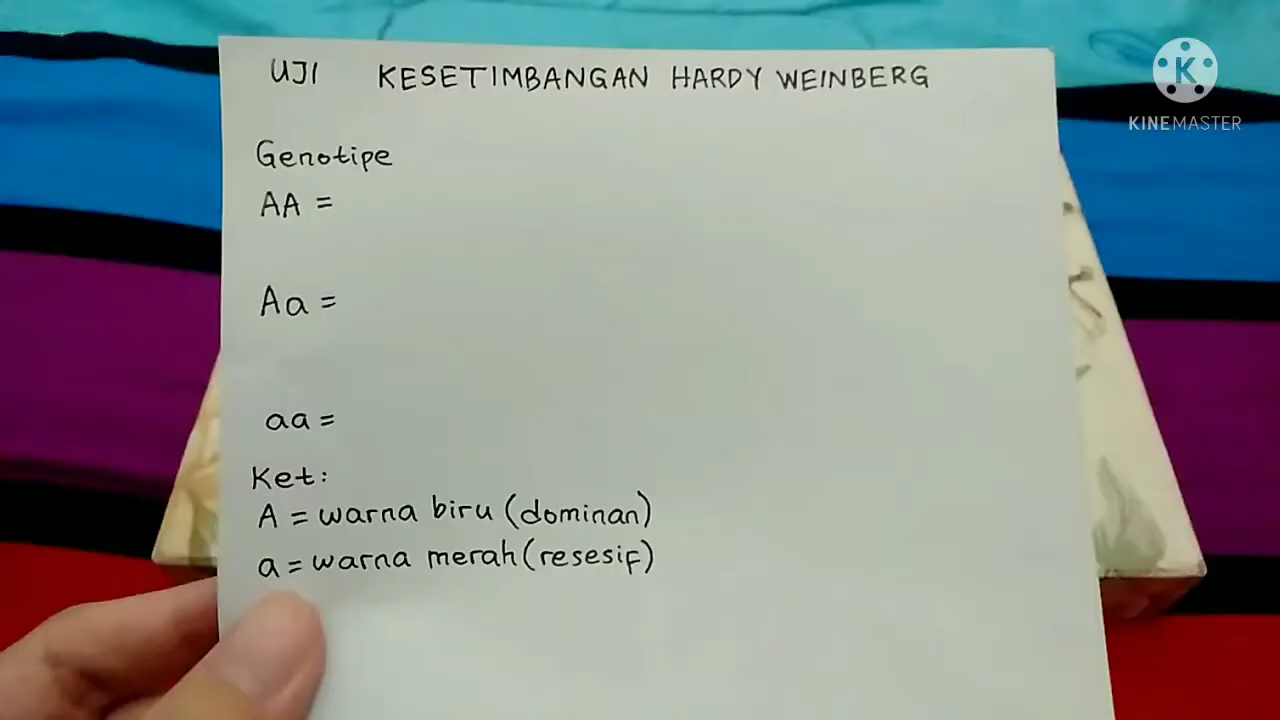 UJI KESETIMBANGAN HARDY WEINBERG
Genotipe
AA =
Aa =
aa =
Ket:
A = warna biru (dominan)
a = warna merah (resesif)
K
KINEMASTER